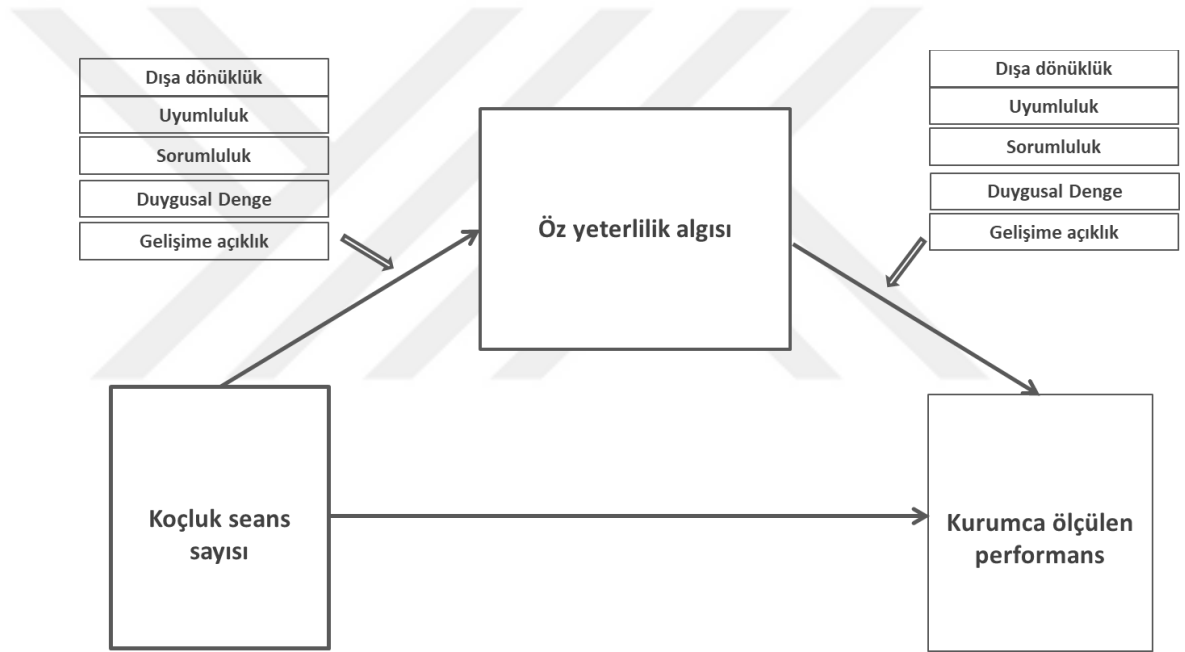 Dışa dönüklük
Uyumluluk
Sorumluluk
Duygusal Denge
Gelişime açıklık
Öz yeterlilik algısı
Dışa dönüklük
Uyumluluk
Sorumluluk
Duygusal Denge
Gelişime açıklık
Koçluk seans
sayısı
Kurumca ölçülen
performans